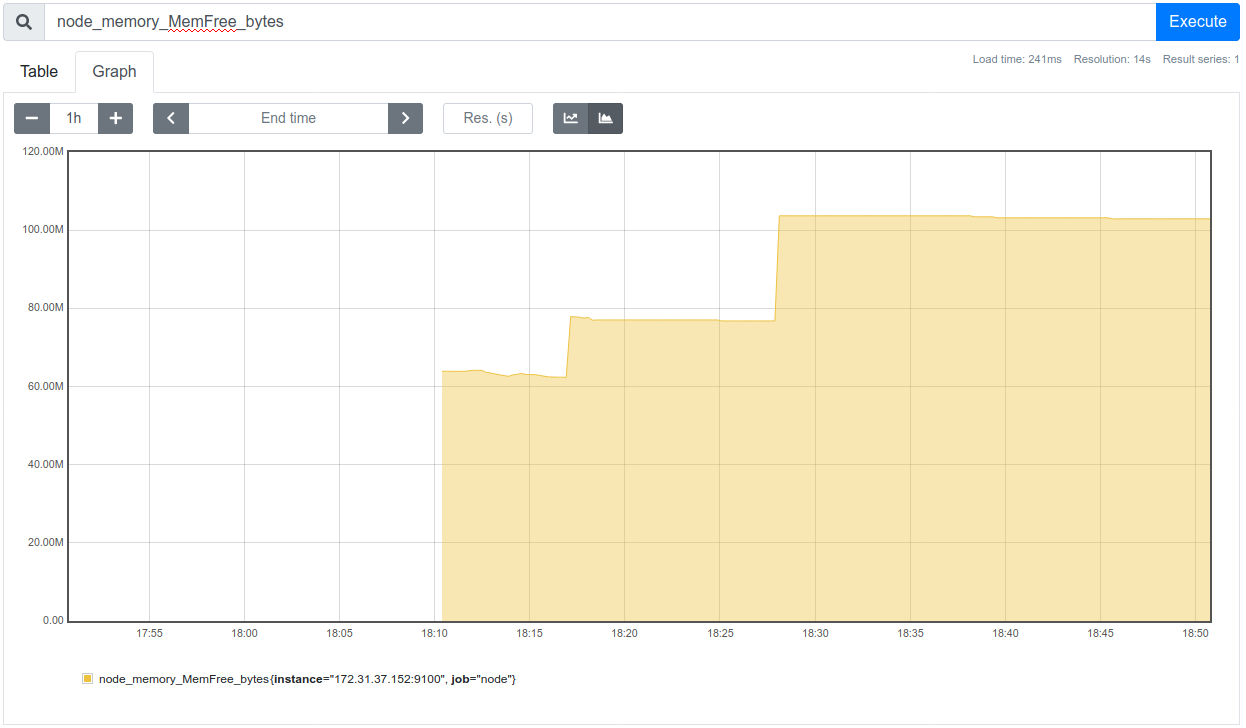 node_memory_MemFree_bytes
Execute
Table Graph
Load time: 241ms Resolution: 14s Result series: 1
1h
End time
Res. (s)
120.00M
100.00M
80.00M
60.00M
40.00M
20.00M
0.00
17:55 18:00 18:05 18:10 18:15 18:20 18:25 18:30 18:35 18:40 18:45 18:50
node_memory_MemFree_bytes{instance="172.31.37.152:9100", job="node"}